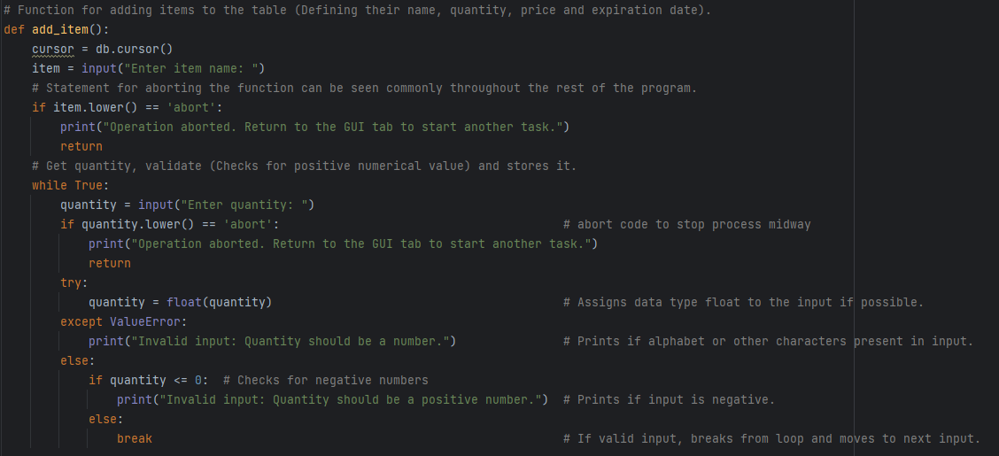 # Function for adding items to the table (Defining their name, quantity, price and expiration date).
def add_item():
    cursor = db.cursor()
    item = input("Enter item name: ")
    # Statement for aborting the function can be seen commonly throughout the rest of the program.
    if item.lower() == 'abort':
        print("Operation aborted. Return to the GUI tab to start another task.")
        return
    # Get quantity, validate (Checks for positive numerical value) and stores it.
    while True:
        quantity = input("Enter quantity: ")
        if quantity.lower() == 'abort':                                        # abort code to stop process midway
            print("Operation aborted. Return to the GUI tab to start another task.")
            return
        try:
            quantity = float(quantity)                                         # Assigns data type float to the input if possible.
        except ValueError:
            print("Invalid input: Quantity should be a number.")               # Prints if alphabet or other characters present in input.
        else:
            if quantity <= 0:  # Checks for negative numbers
                print("Invalid input: Quantity should be a positive number.")  # Prints if input is negative.
            else:
                break                                                          # If valid input, breaks from loop and moves to next input.